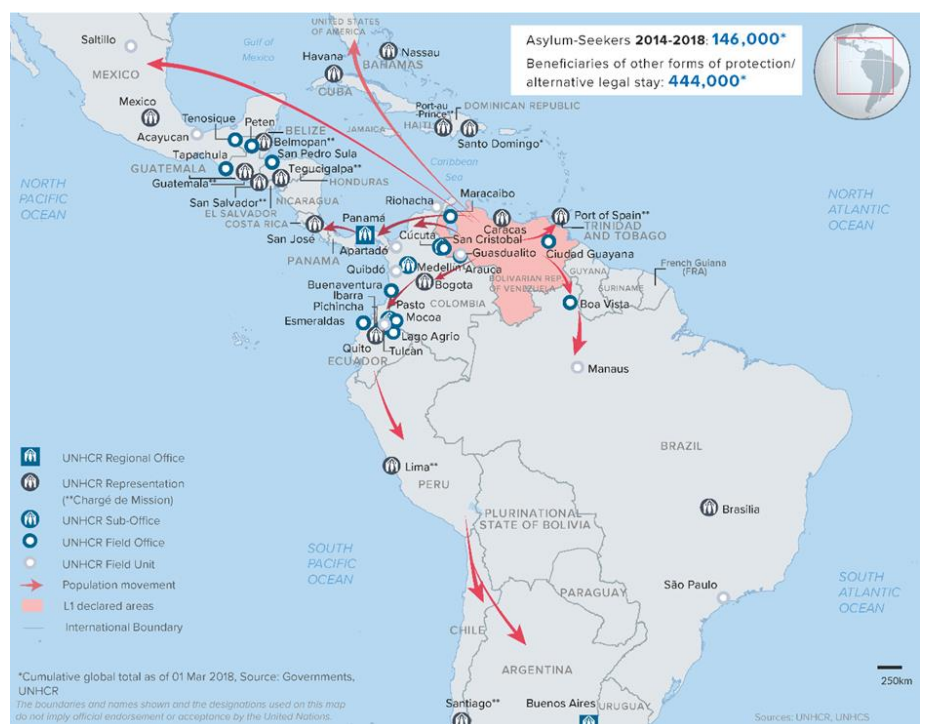 UNITED STATES
OF AMERICA
Asylum-Seekers 2014-2018: 146,000*
Beneficiaries of other forms of protection/
alternative legal stay: 444,000*
Saltillo
Gulf of
Mexico
Havana
Nassau
BAHAMAS
MEXICO
CUBA
Mexico
Tenosique
Peten
Port-au
-Prince**
DOMINICAN REPUBLIC
Acayucan
BELIZE
Belmopan**
JAMAICA
HAITI
Santo Domingo*
Tapachula
San Pedro Sula
GUATEMALA
Tegucigalpa**
Caribbean
Sea
Guatemala**
HONDURAS
NORTH
PACIFIC
OCEAN
NORTH
ATLANTIC
OCEAN
San Salvador**
NICARAGUA
Riohacha
Maracaibo
EL SALVADOR
COSTA RICA
Panamá
Caracas
Port of Spain**
TRINIDAD
AND TOBAGO
San José
Cúcuta
San Cristobal
PANAMA
Apartadó
Guasdualito
Ciudad Guayana
Quibdó
Medellin
Arauca
BOLIVARIAN REP.
OF VENEZUELA
GUYANA
French Guiana
(FRA)
SURINAME
Buenaventura
Bogota
Ibarra
COLOMBIA
Boa Vista
Pichincha
Pasto
Esmeraldas
Mocoa
Lago Agrio
Quito
Tulcán
ECUADOR
Manaus
BRAZIL
UNHCR Regional Office
Lima**
UNHCR Representation
(**Chargé de Mission)
PERU
UNHCR Sub-Office
PLURINATIONAL
STATE OF BOLIVIA
Brasília
UNHCR Field Office
SOUTH
PACIFIC
OCEAN
UNHCR Field Unit
Population movement
São Paulo
SOUTH
ATLANTIC
OCEAN
L1 declared areas
PARAGUAY
International Boundary
CHILE
ARGENTINA
250km
*Cumulative global total as of 01 Mar 2018, Source: Governments,
UNHCR
The boundaries and names shown and the designations used on this map
do not imply official endorsement or acceptance by the United Nations.
Santiago**
Buenos Aires
URUGUAY
Sources: UNHCR, UNHCS